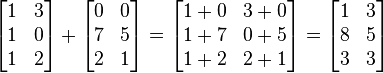 [1 3] + [0 0] = [1+0 3+0] = [1 3]
[1 0] + [7 5] = [1+7 0+5] = [8 5]
[1 2] + [2 1] = [1+2 2+1] = [3 3]